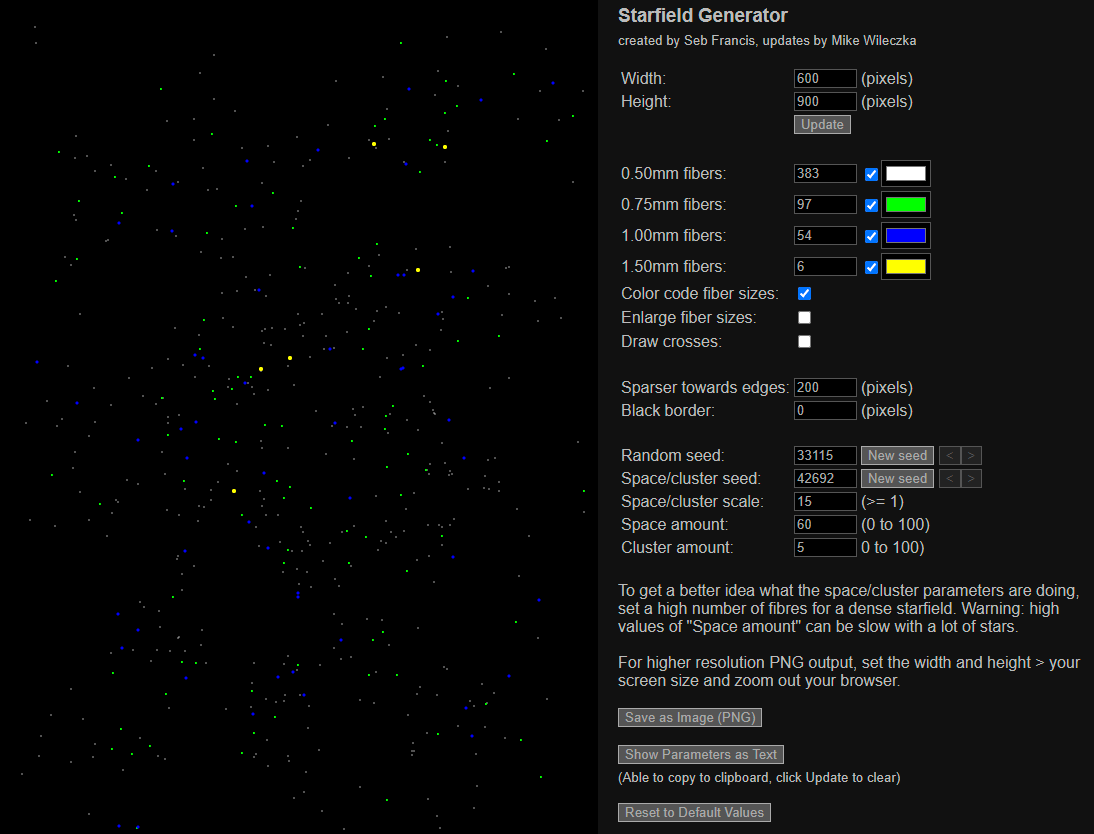 Starfield Generator
created by Seb Francis, updates by Mike Wileczka
Width: 600 (pixels)
Height: 900 (pixels)
Update
0.50mm fibers: 383
0.75mm fibers: 97
1.00mm fibers: 54
1.50mm fibers: 6
Color code fiber sizes:
Enlarge fiber sizes:
Draw crosses:
Sparser towards edges: 200 (pixels)
Black border: 0 (pixels)
Random seed: 33115 New seed < >
Space/cluster seed: 42692 New seed < >
Space/cluster scale: 15 (>= 1)
Space amount: 60 (0 to 100)
Cluster amount: 5 0 to 100)
To get a better idea what the space/cluster parameters are doing,
set a high number of fibres for a dense starfield. Warning: high
values of "Space amount" can be slow with a lot of stars.
For higher resolution PNG output, set the width and height > your
screen size and zoom out your browser.
Save as Image (PNG)
Show Parameters as Text
(Able to copy to clipboard, click Update to clear)
Reset to Default Values